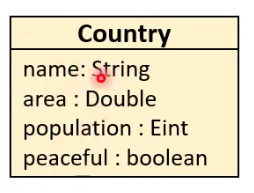 Country
name: String
area : Double
population : Eint
peaceful : boolean